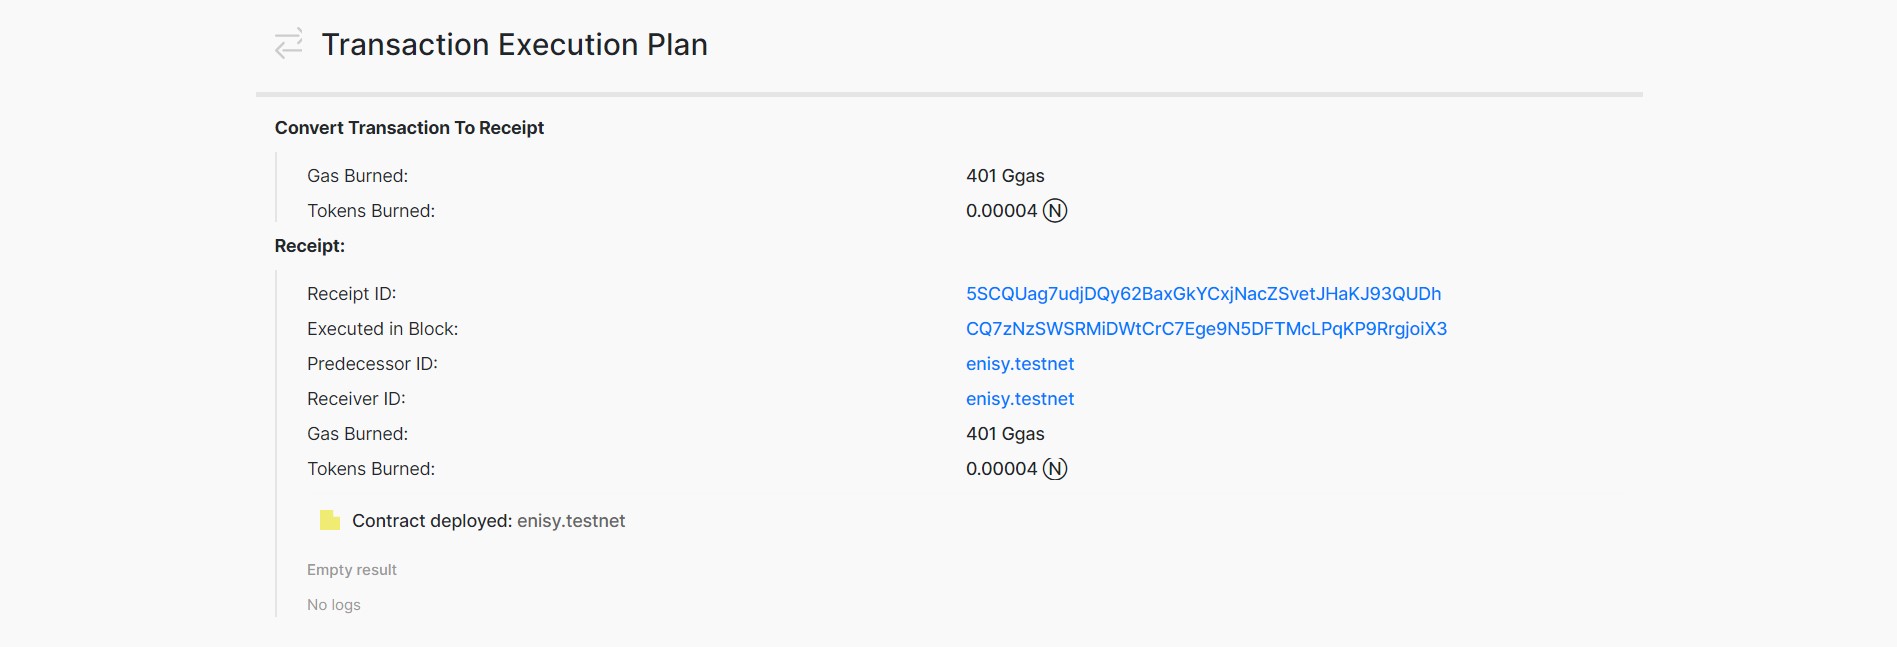 Transaction Execution Plan
Convert Transaction To Receipt
Gas Burned: 401 Ggas
Tokens Burned: 0.00004 Ⓝ
Receipt:
Receipt ID: 5SCQUag7udjDQy62BaxGkYCxjNacZSvetJHaKJ93QUDh
Executed in Block: CQ7zNzSWSRMiDWtCrC7Ege9N5DFTMcLPqKP9RrgjoiX3
Predecessor ID: enisy.testnet
Receiver ID: enisy.testnet
Gas Burned: 401 Ggas
Tokens Burned: 0.00004 Ⓝ
Contract deployed: enisy.testnet
Empty result
No logs